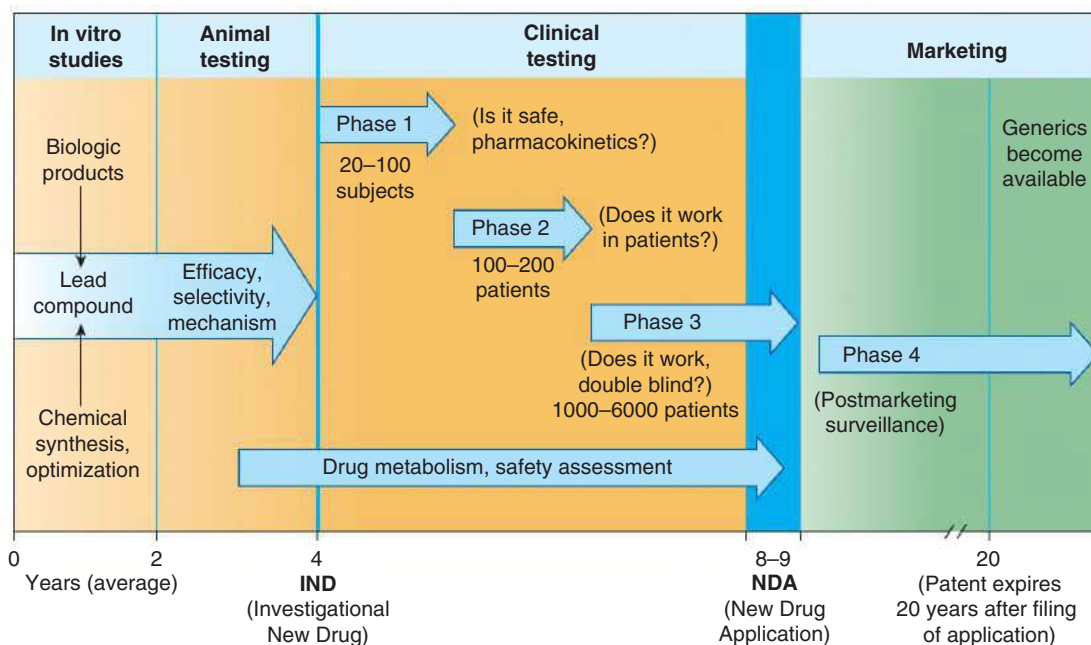 In vitro
studies
Animal
testing
Clinical
testing
Marketing
Biologic
products
Lead
compound
Chemical
synthesis,
optimization
Efficacy,
selectivity,
mechanism
Phase 1
20–100
subjects
(Is it safe,
pharmacokinetics?)
Phase 2
100–200
patients
(Does it work
in patients?)
Phase 3
(Does it work,
double blind?)
1000–6000 patients
Drug metabolism, safety assessment
Generics
become
available
Phase 4
(Postmarketing
surveillance)
0
2
4
8–9
20
Years (average)
IND
(Investigational
New Drug)
NDA
(New Drug
Application)
(Patent expires
20 years after filing
of application)